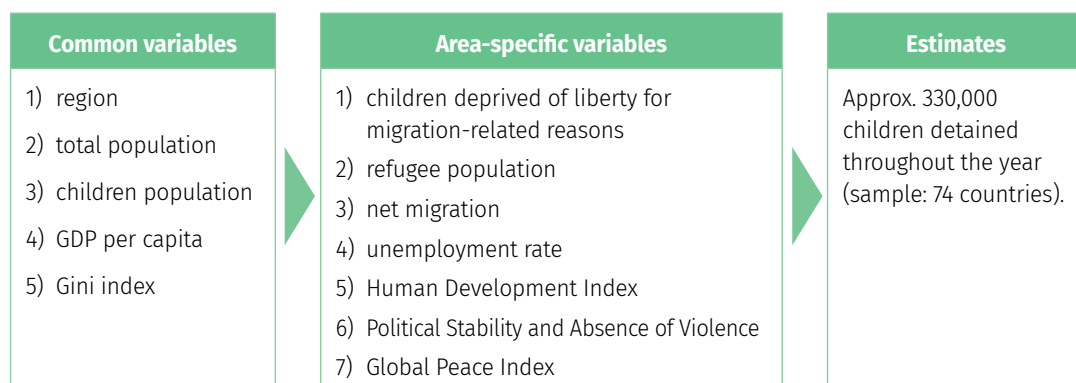 Common variables
1) region
2) total population
3) children population
4) GDP per capita
5) Gini index
Area-specific variables
1) children deprived of liberty for
migration-related reasons
2) refugee population
3) net migration
4) unemployment rate
5) Human Development Index
6) Political Stability and Absence of Violence
7) Global Peace Index
Estimates
Approx. 330,000
children detained
throughout the year
(sample: 74 countries).